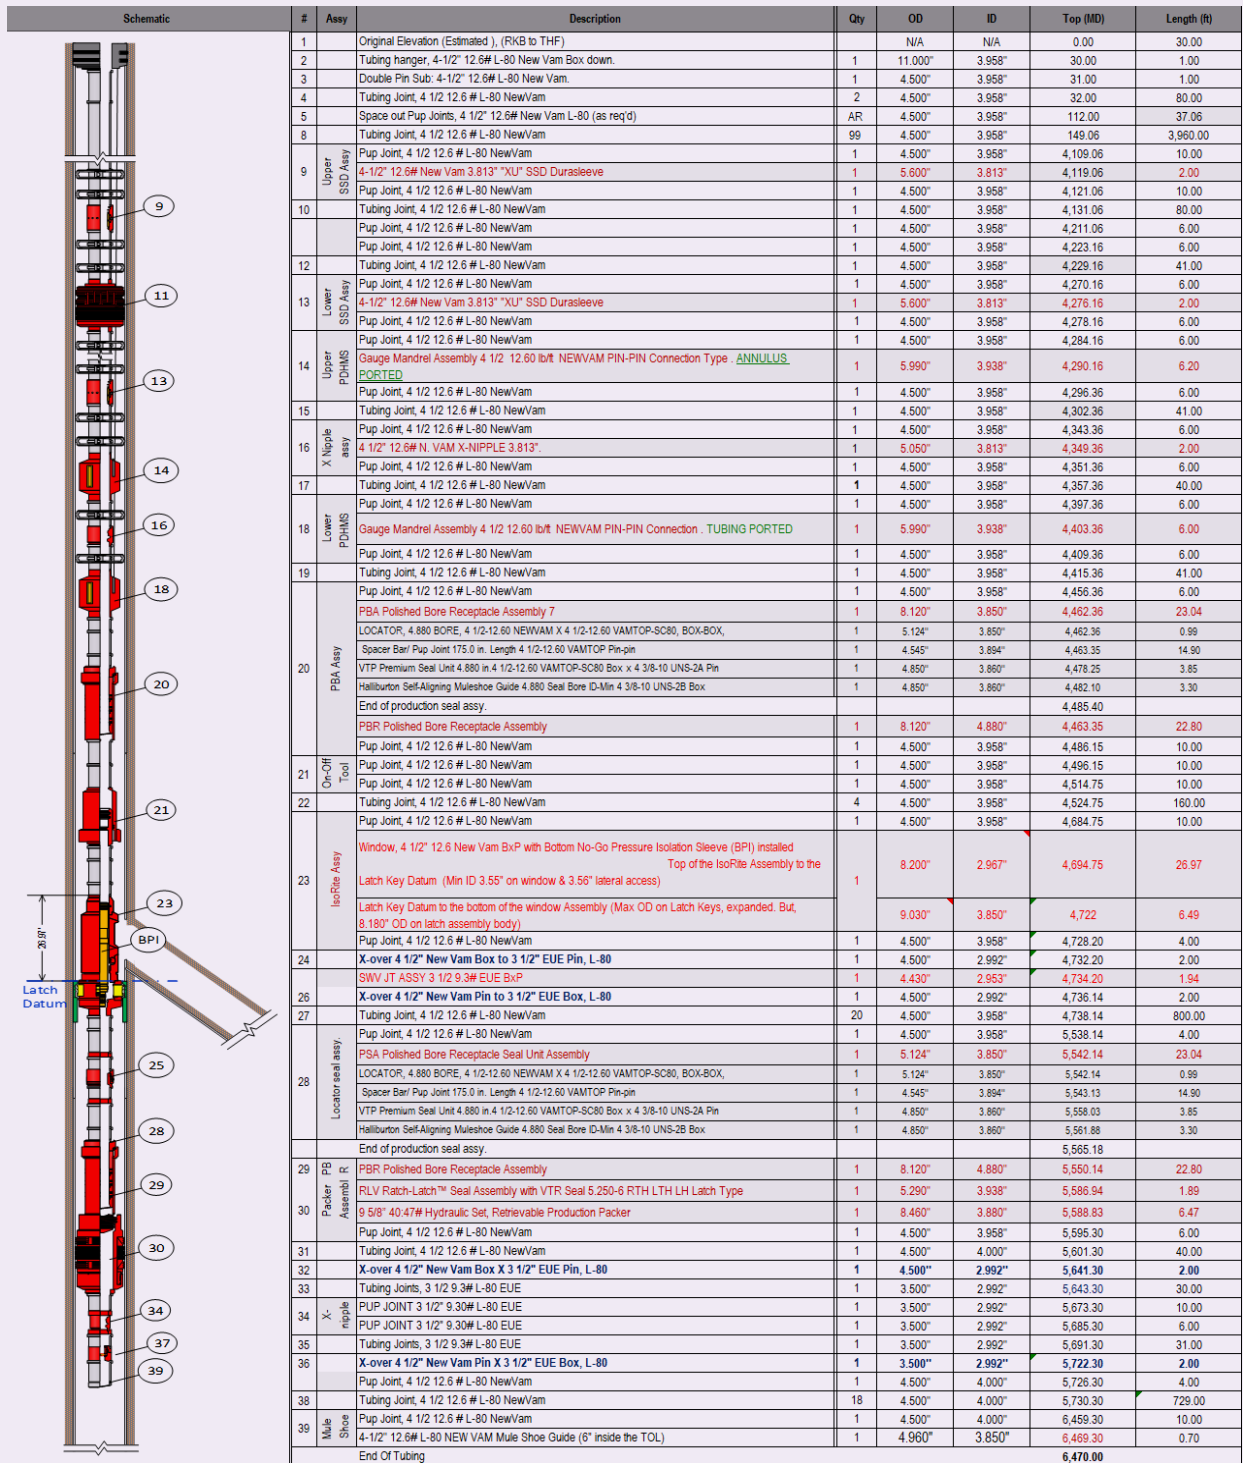 Schematic # Assy Description Qty OD ID Top (MD) Length (ft)
1 Original Elevation (Estimated ), (RKB to THF) N/A N/A 0.00 30.00
2 Tubing hanger, 4-1/2" 12.6# L-80 New Vam Box down. 1 11.000" 3.958" 30.00 1.00
3 Double Pin Sub: 4-1/2" 12.6# L-80 New Vam. 1 4.500" 3.958" 31.00 1.00
4 Tubing Joint, 4 1/2 12.6 # L-80 NewVam 2 4.500" 3.958" 32.00 80.00
5 Space out Pup Joints, 4 1/2" 12.6# New Vam L-80 (as req'd) AR 4.500" 3.958" 112.00 37.06
8 Tubing Joint, 4 1/2 12.6 # L-80 NewVam 99 4.500" 3.958" 149.06 3,960.00
9 Upper SSD Assy
Pup Joint, 4 1/2 12.6 # L-80 NewVam 1 4.500" 3.958" 4,109.06 10.00
4-1/2" 12.6# New Vam 3.813" "XU" SSD Durasleeve 1 5.600" 3.813" 4,119.06 2.00
Pup Joint, 4 1/2 12.6 # L-80 NewVam 1 4.500" 3.958" 4,121.06 10.00
10 Tubing Joint, 4 1/2 12.6 # L-80 NewVam 1 4.500" 3.958" 4,131.06 80.00
Pup Joint, 4 1/2 12.6 # L-80 NewVam 1 4.500" 3.958" 4,211.06 6.00
Pup Joint, 4 1/2 12.6 # L-80 NewVam 1 4.500" 3.958" 4,223.16 6.00
12 Tubing Joint, 4 1/2 12.6 # L-80 NewVam 1 4.500" 3.958" 4,229.16 41.00
13 Lower SSD Assy
Pup Joint, 4 1/2 12.6 # L-80 NewVam 1 4.500" 3.958" 4,270.16 6.00
4-1/2" 12.6# New Vam 3.813" "XU" SSD Durasleeve 1 5.600" 3.813" 4,276.16 2.00
Pup Joint, 4 1/2 12.6 # L-80 NewVam 1 4.500" 3.958" 4,278.16 6.00
14 Upper PDHMS
Pup Joint, 4 1/2 12.6 # L-80 NewVam 1 4.500" 3.958" 4,284.16 6.00
Gauge Mandrel Assembly 4 1/2 12.60 lb/ft NEWVAM PIN-PIN Connection Type . ANNULUS
PORTED 1 5.990" 3.938" 4,290.16 6.20
Pup Joint, 4 1/2 12.6 # L-80 NewVam 1 4.500" 3.958" 4,296.36 6.00
15 Tubing Joint, 4 1/2 12.6 # L-80 NewVam 1 4.500" 3.958" 4,302.36 41.00
16 X Nipple assy
Pup Joint, 4 1/2 12.6 # L-80 NewVam 1 4.500" 3.958" 4,343.36 6.00
4 1/2" 12.6# N. VAM X-NIPPLE 3.813". 1 5.050" 3.813" 4,349.36 2.00
Pup Joint, 4 1/2 12.6 # L-80 NewVam 1 4.500" 3.958" 4,351.36 6.00
17 Tubing Joint, 4 1/2 12.6 # L-80 NewVam 1 4.500" 3.958" 4,357.36 40.00
18 Lower PDHMS
Pup Joint, 4 1/2 12.6 # L-80 NewVam 1 4.500" 3.958" 4,397.36 6.00
Gauge Mandrel Assembly 4 1/2 12.60 lb/ft NEWVAM PIN-PIN Connection . TUBING PORTED 1 5.990" 3.938" 4,403.36 6.00
Pup Joint, 4 1/2 12.6 # L-80 NewVam 1 4.500" 3.958" 4,409.36 6.00
19 Tubing Joint, 4 1/2 12.6 # L-80 NewVam 1 4.500" 3.958" 4,415.36 41.00
20 PBA Assy
Pup Joint, 4 1/2 12.6 # L-80 NewVam 1 4.500" 3.958" 4,456.36 6.00
PBA Polished Bore Receptacle Assembly 7 1 8.120" 3.850" 4,462.36 23.04
LOCATOR, 4.880 BORE, 4 1/2-12.60 NEWVAM X 4 1/2-12.60 VAMTOP-SC80, BOX-BOX, 1 5.124" 3.850" 4,462.36 0.99
Spacer Bar/ Pup Joint 175.0 in. Length 4 1/2-12.60 VAMTOP Pin-pin 1 4.545" 3.894" 4,463.35 14.90
VTP Premium Seal Unit 4.880 in.4 1/2-12.60 VAMTOP-SC80 Box x 4 3/8-10 UNS-2A Pin 1 4.850" 3.860" 4,478.25 3.85
Halliburton Self-Aligning Muleshoe Guide 4.880 Seal Bore ID-Min 4 3/8-10 UNS-2B Box 1 4.850" 3.860" 4,482.10 3.30
End of production seal assy. 4,485.40
PBR Polished Bore Receptacle Assembly 1 8.120" 4.880" 4,463.35 22.80
Pup Joint, 4 1/2 12.6 # L-80 NewVam 1 4.500" 3.958" 4,486.15 10.00
21 On-Off Tool
Pup Joint, 4 1/2 12.6 # L-80 NewVam 1 4.500" 3.958" 4,496.15 10.00
Pup Joint, 4 1/2 12.6 # L-80 NewVam 1 4.500" 3.958" 4,514.75 10.00
22 Tubing Joint, 4 1/2 12.6 # L-80 NewVam 4 4.500" 3.958" 4,524.75 160.00
23 IsoRite Assy
Pup Joint, 4 1/2 12.6 # L-80 NewVam 1 4.500" 3.958" 4,684.75 10.00
Window, 4 1/2" 12.6 New Vam BxP with Bottom No-Go Pressure Isolation Sleeve (BPI) installed
Top of the IsoRite Assembly to the
Latch Key Datum (Min ID 3.55" on window & 3.56" lateral access) 1 8.200" 2.967" 4,694.75 26.97
Latch Key Datum to the bottom of the window Assembly (Max OD on Latch Keys, expanded. But,
8.180" OD on latch assembly body) 9.030" 3.850" 4,722 6.49
Pup Joint, 4 1/2 12.6 # L-80 NewVam 1 4.500" 3.958" 4,728.20 4.00
24 X-over 4 1/2" New Vam Box to 3 1/2" EUE Pin, L-80 1 4.500" 2.992" 4,732.20 2.00
SWV JT ASSY 3 1/2 9.3# EUE BxP 1 4.430" 2.953" 4,734.20 1.94
26 X-over 4 1/2" New Vam Pin to 3 1/2" EUE Box, L-80 1 4.500" 2.992" 4,736.14 2.00
27 Tubing Joint, 4 1/2 12.6 # L-80 NewVam 20 4.500" 3.958" 4,738.14 800.00
28 Locator seal assy.
Pup Joint, 4 1/2 12.6 # L-80 NewVam 1 4.500" 3.958" 5,538.14 4.00
PSA Polished Bore Receptacle Seal Unit Assembly 1 5.124" 3.850" 5,542.14 23.04
LOCATOR, 4.880 BORE, 4 1/2-12.60 NEWVAM X 4 1/2-12.60 VAMTOP-SC80, BOX-BOX, 1 5.124" 3.850" 5,542.14 0.99
Spacer Bar/ Pup Joint 175.0 in. Length 4 1/2-12.60 VAMTOP Pin-pin 1 4.545" 3.894" 5,543.13 14.90
VTP Premium Seal Unit 4.880 in.4 1/2-12.60 VAMTOP-SC80 Box x 4 3/8-10 UNS-2A Pin 1 4.850" 3.860" 5,558.03 3.85
Halliburton Self-Aligning Muleshoe Guide 4.880 Seal Bore ID-Min 4 3/8-10 UNS-2B Box 1 4.850" 3.860" 5,561.88 3.30
End of production seal assy. 5,565.18
29 PB R PBR Polished Bore Receptacle Assembly 1 8.120" 4.880" 5,550.14 22.80
30 Packer Assembl
RLV Ratch-Latch™ Seal Assembly with VTR Seal 5.250-6 RTH LTH LH Latch Type 1 5.290" 3.938" 5,586.94 1.89
9 5/8" 40:47# Hydraulic Set, Retrievable Production Packer 1 8.460" 3.880" 5,588.83 6.47
Pup Joint, 4 1/2 12.6 # L-80 NewVam 1 4.500" 3.958" 5,595.30 6.00
31 Tubing Joint, 4 1/2 12.6 # L-80 NewVam 1 4.500" 4.000" 5,601.30 40.00
32 X-over 4 1/2" New Vam Box X 3 1/2" EUE Pin, L-80 1 4.500" 2.992" 5,641.30 2.00
33 Tubing Joints, 3 1/2 9.3# L-80 EUE 1 3.500" 2.992" 5,643.30 30.00
34 X-nipple
PUP JOINT 3 1/2" 9.30# L-80 EUE 1 3.500" 2.992" 5,673.30 10.00
PUP JOINT 3 1/2" 9.30# L-80 EUE 1 3.500" 2.992" 5,685.30 6.00
35 Tubing Joints, 3 1/2 9.3# L-80 EUE 1 3.500" 2.992" 5,691.30 31.00
36 X-over 4 1/2" New Vam Pin X 3 1/2" EUE Box, L-80 1 3.500" 2.992" 5,722.30 2.00
Pup Joint, 4 1/2 12.6 # L-80 NewVam 1 4.500" 4.000" 5,726.30 4.00
38 Tubing Joint, 4 1/2 12.6 # L-80 NewVam 18 4.500" 4.000" 5,730.30 729.00
39 Mule Shoe
Pup Joint, 4 1/2 12.6 # L-80 NewVam 1 4.500" 4.000" 6,459.30 10.00
4-1/2" 12.6# L-80 NEW VAM Mule Shoe Guide (6" inside the TOL) 1 4.960" 3.850" 6,469.30 0.70
End Of Tubing 6,470.00
9
11
13
14
16
18
20
21
23
BPI
26.97'
Latch
Datum
25
28
29
30
34
37
39